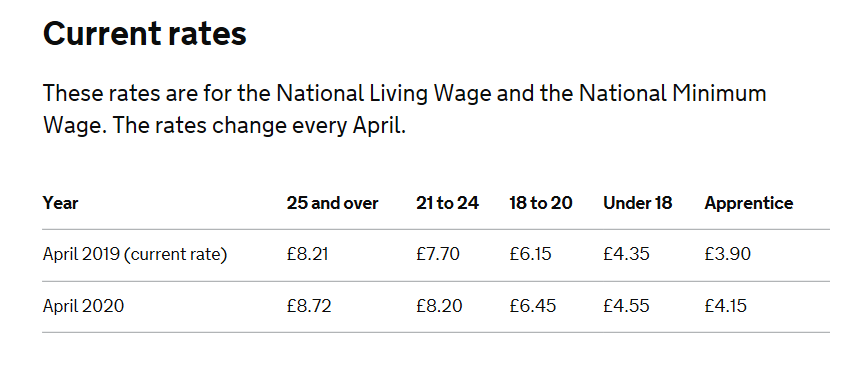 Current rates
These rates are for the National Living Wage and the National Minimum
Wage. The rates change every April.
Year 25 and over 21 to 24 18 to 20 Under 18 Apprentice
April 2019 (current rate) £8.21 £7.70 £6.15 £4.35 £3.90
April 2020 £8.72 £8.20 £6.45 £4.55 £4.15